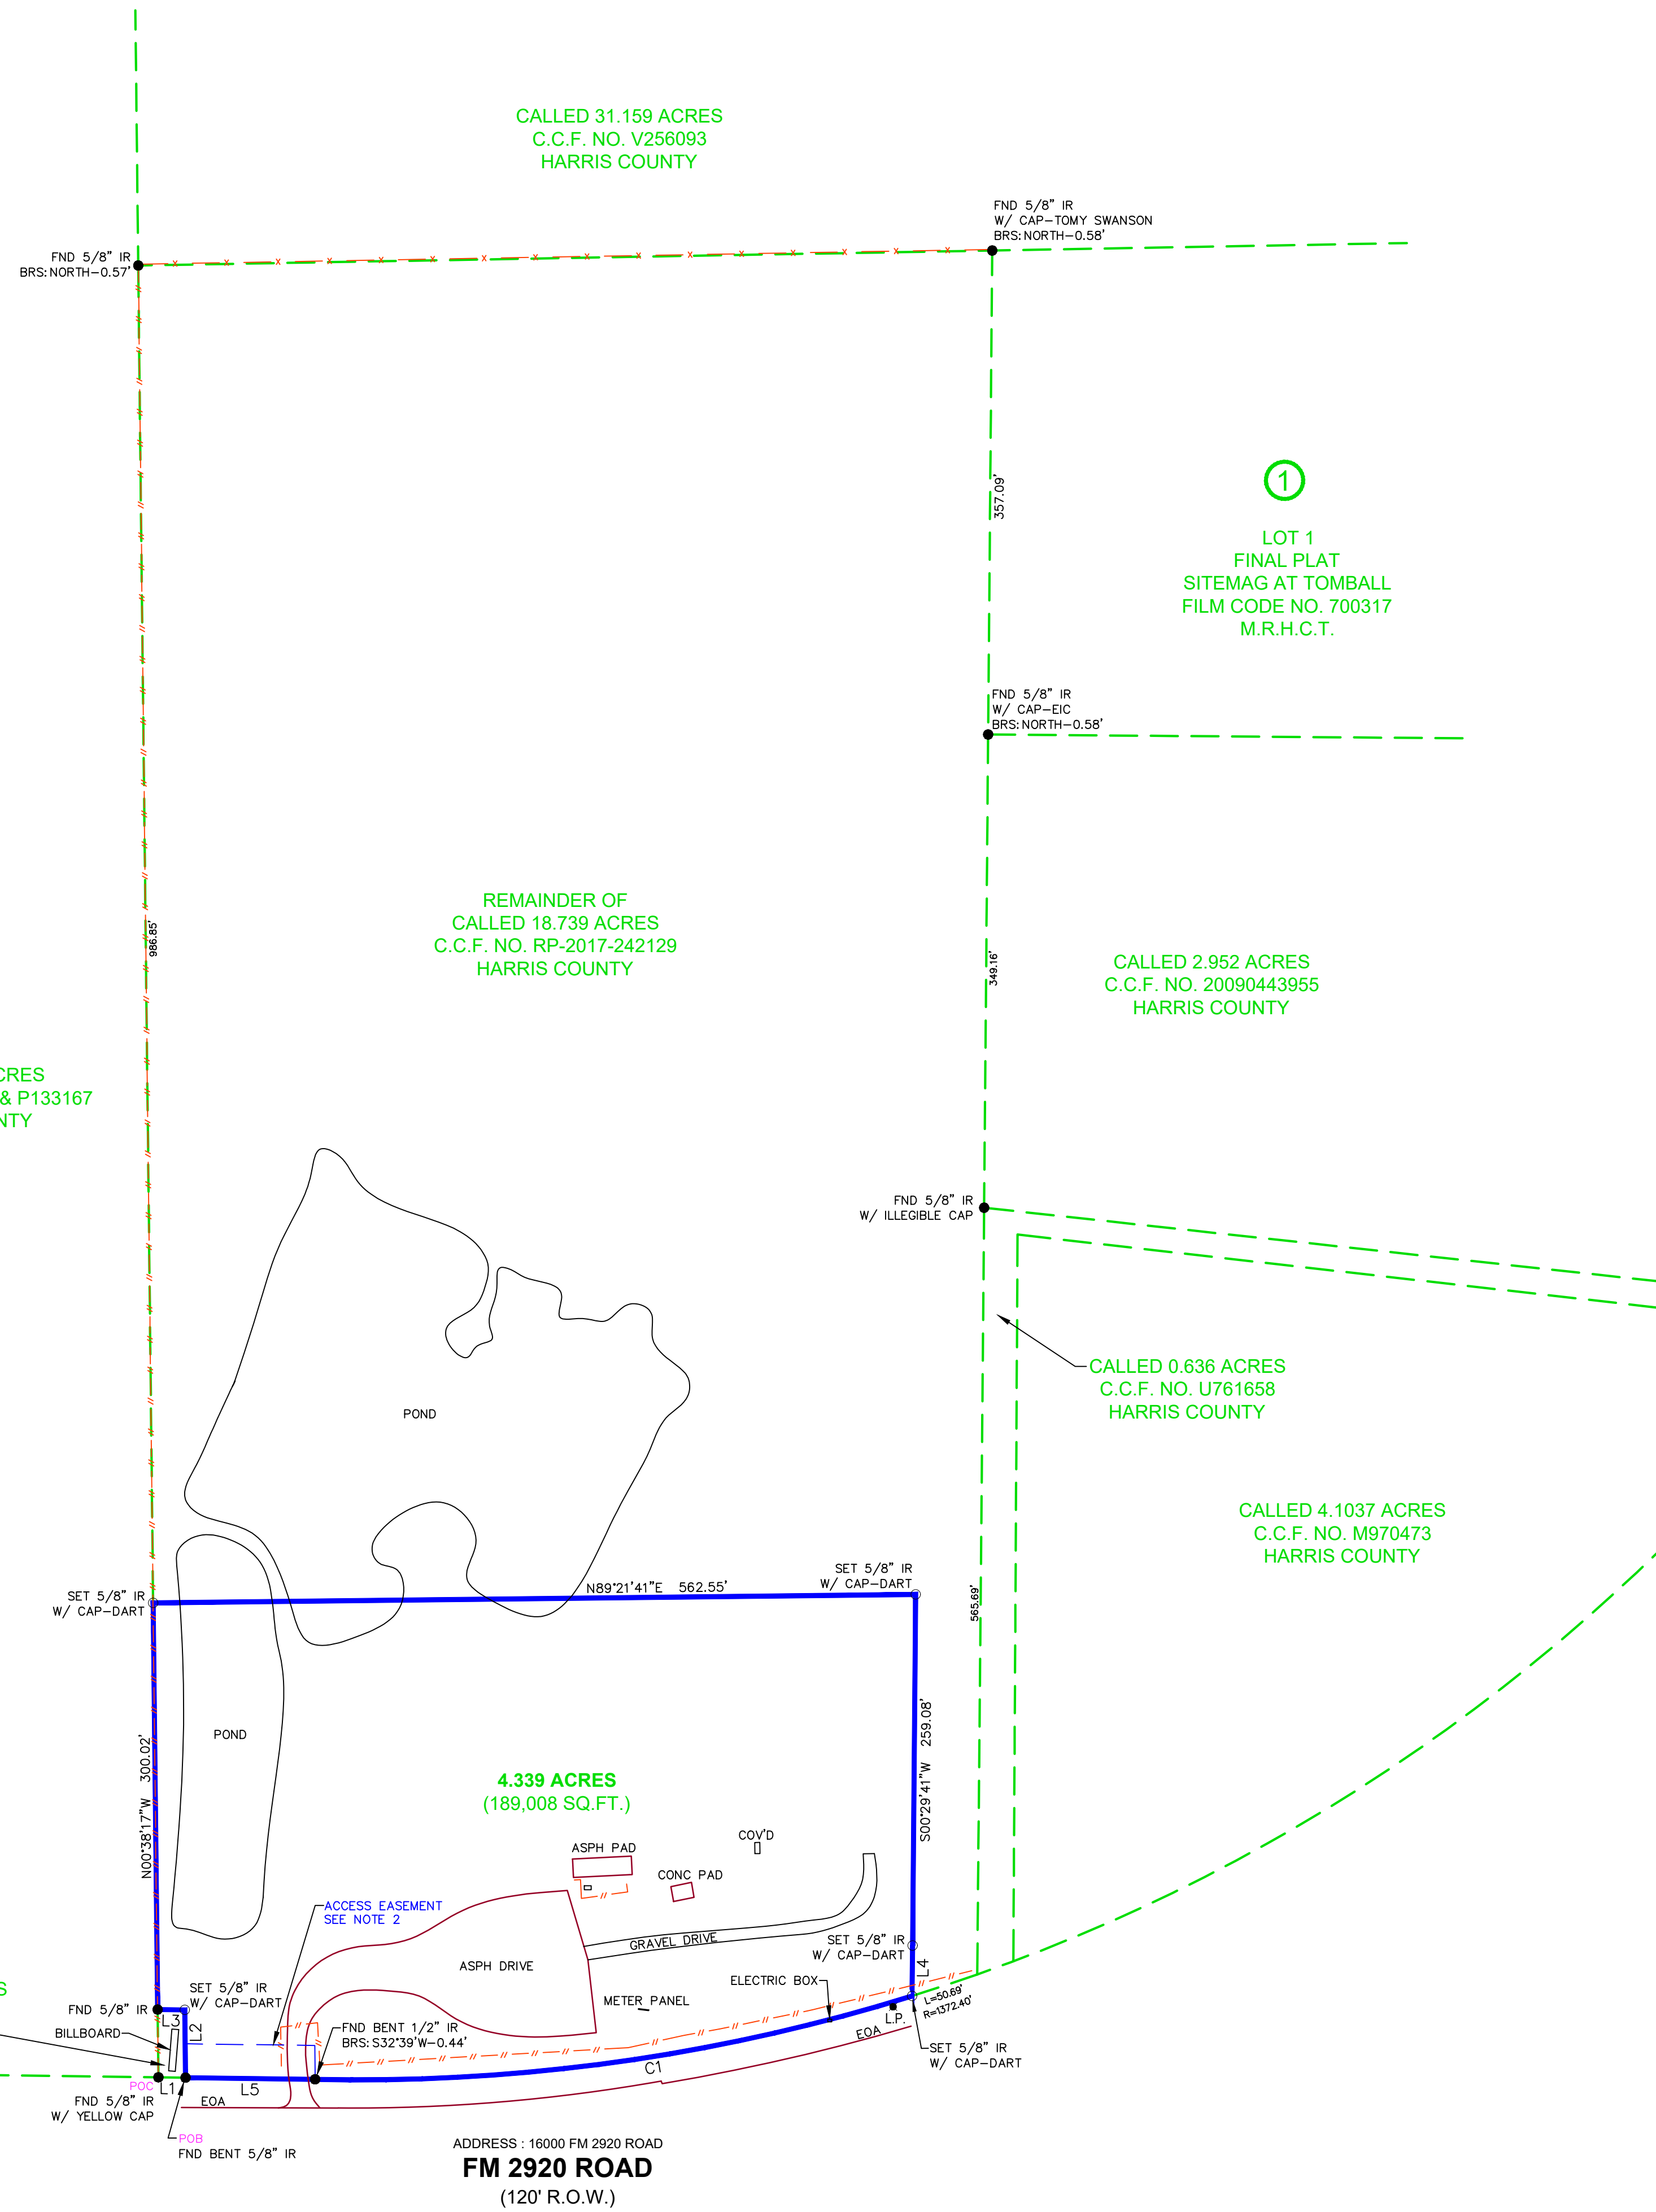 CALLED 31.159 ACRES
C.C.F. NO. V256093
HARRIS COUNTY
FND 5/8" IR
W/ CAP-TOMY SWANSON
BRS: NORTH-0.58'
FND 5/8" IR
BRS: NORTH-0.57'
357.09'
1
LOT 1
FINAL PLAT
SITEMAG AT TOMBALL
FILM CODE NO. 700317
M.R.H.C.T.
FND 5/8" IR
W/ CAP-EIC
BRS: NORTH-0.58'
986.85'
REMAINDER OF
CALLED 18.739 ACRES
C.C.F. NO. RP-2017-242129
HARRIS COUNTY
349.16'
CALLED 2.952 ACRES
C.C.F. NO. 20090443955
HARRIS COUNTY
CRES
& P133167
NTY
FND 5/8" IR
W/ ILLEGIBLE CAP
CALLED 0.636 ACRES
C.C.F. NO. U761658
HARRIS COUNTY
POND
CALLED 4.1037 ACRES
C.C.F. NO. M970473
HARRIS COUNTY
SET 5/8" IR
W/ CAP-DART
N89°21'41"E 562.55'
SET 5/8" IR
W/ CAP-DART
565.69'
N00°38'17"W 300.02'
POND
S00°29'41"W 259.08'
4.339 ACRES
(189,008 SQ.FT.)
COV'D
ASPH PAD
CONC PAD
ACCESS EASEMENT
SEE NOTE 2
GRAVEL DRIVE
SET 5/8" IR
W/ CAP-DART
L4
ASPH DRIVE
ELECTRIC BOX
METER PANEL
L=50.69'
R=1372.40'
L.P.
EOA
S
SET 5/8" IR
W/ CAP-DART
FND 5/8" IR
L3
L2
BILLBOARD
FND BENT 1/2" IR
BRS: S32°39'W-0.44'
SET 5/8" IR
W/ CAP-DART
C1
POC
L1
L5
FND 5/8" IR
W/ YELLOW CAP
EOA
POB
FND BENT 5/8" IR
ADDRESS : 16000 FM 2920 ROAD
FM 2920 ROAD
(120' R.O.W.)